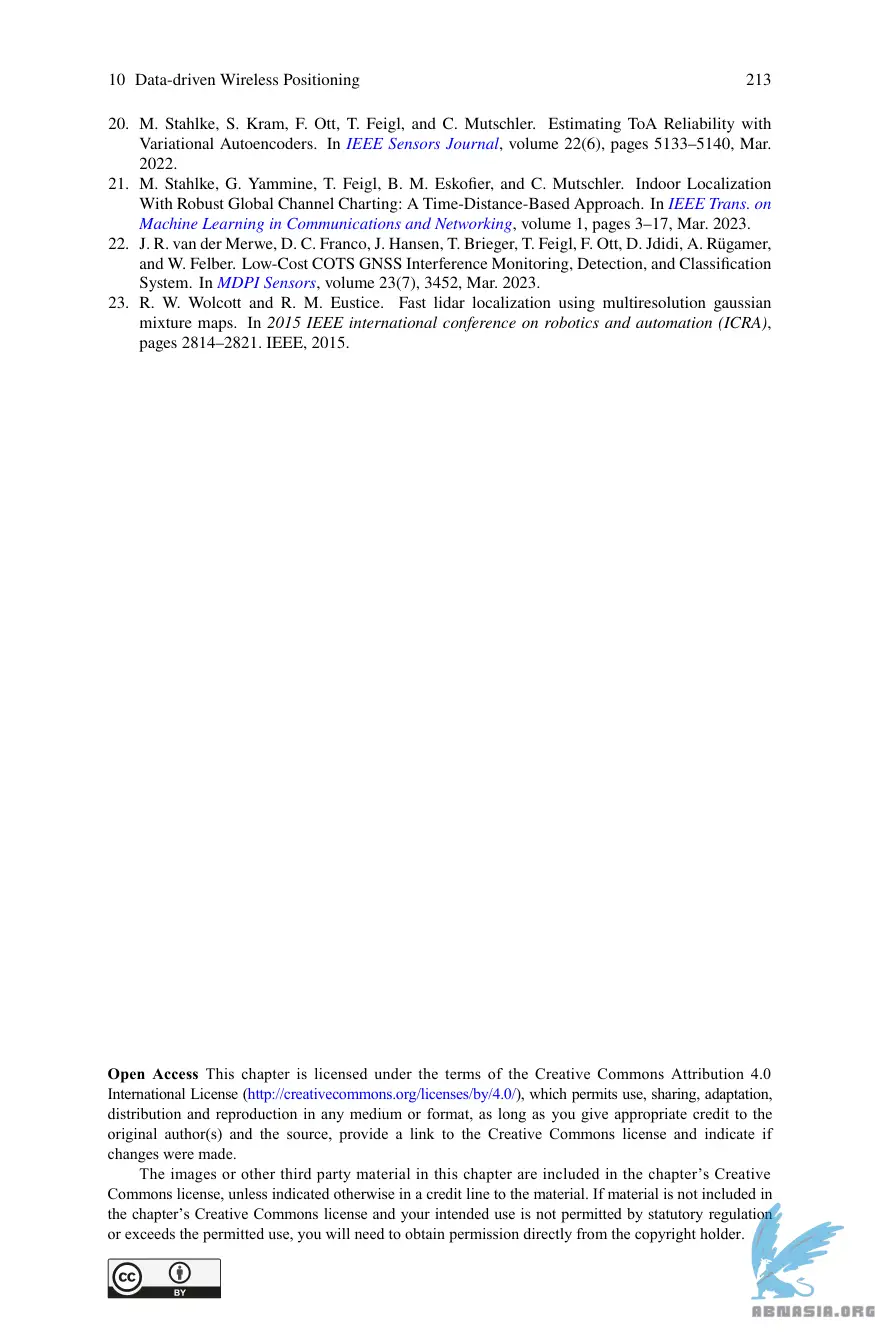 10 Data-driven Wireless Positioning 213
20. M. Stahlke, S. Kram, F. Ott, T. Feigl, and C. Mutschler. Estimating ToA Reliability with
Variational Autoencoders. In IEEE Sensors Journal, volume 22(6), pages 5133–5140, Mar.
2022.
21. M. Stahlke, G. Yammine, T. Feigl, B. M. Eskofier, and C. Mutschler. Indoor Localization
With Robust Global Channel Charting: A Time-Distance-Based Approach. In IEEE Trans. on
Machine Learning in Communications and Networking, volume 1, pages 3–17, Mar. 2023.
22. J. R. van der Merwe, D. C. Franco, J. Hansen, T. Brieger, T. Feigl, F. Ott, D. Jdidi, A. Rügamer,
and W. Felber. Low-Cost COTS GNSS Interference Monitoring, Detection, and Classification
System. In MDPI Sensors, volume 23(7), 3452, Mar. 2023.
23. R. W. Wolcott and R. M. Eustice. Fast lidar localization using multiresolution gaussian
mixture maps. In 2015 IEEE international conference on robotics and automation (ICRA),
pages 2814–2821. IEEE, 2015.
Open Access This chapter is licensed under the terms of the Creative Commons Attribution 4.0
International License (http://creativecommons.org/licenses/by/4.0/), which permits use, sharing, adaptation,
distribution and reproduction in any medium or format, as long as you give appropriate credit to the
original author(s) and the source, provide a link to the Creative Commons license and indicate if
changes were made.
The images or other third party material in this chapter are included in the chapter’s Creative
Commons license, unless indicated otherwise in a credit line to the material. If material is not included in
the chapter’s Creative Commons license and your intended use is not permitted by statutory regulation
or exceeds the permitted use, you will need to obtain permission directly from the copyright holder.
cc
BY
ABNASIA.ORG